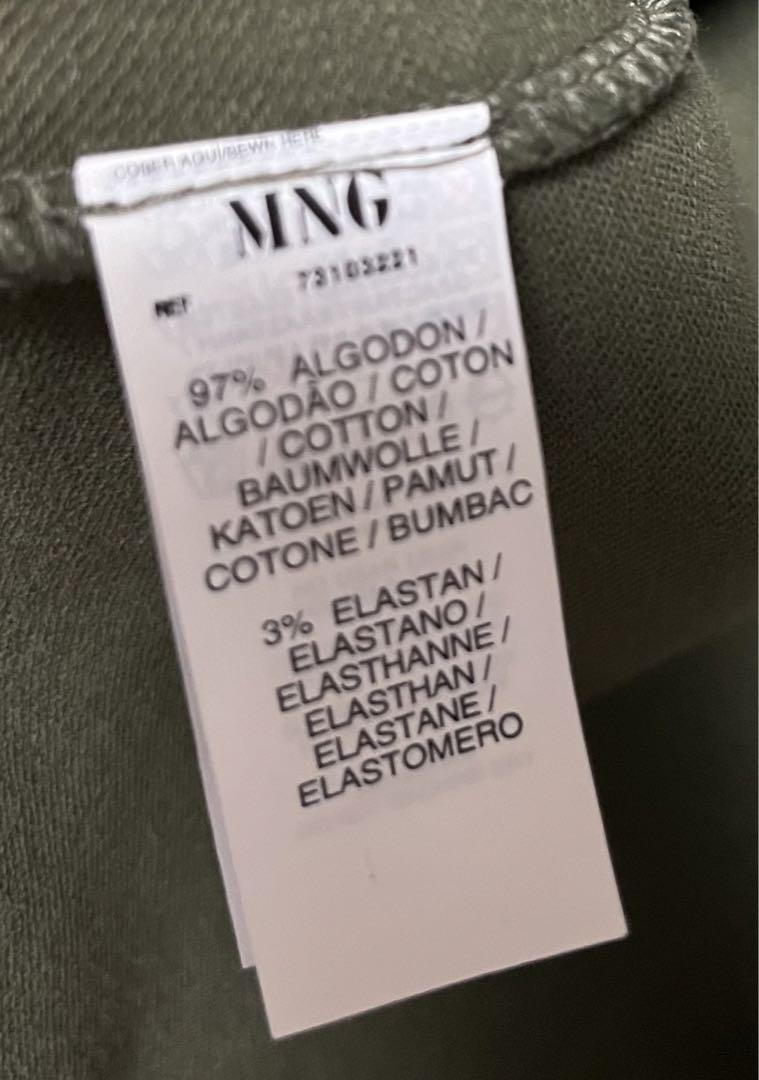 COSER AQUI/SEWN HERE
MNG
REF 73103221
97% ALGODON /
ALGODÃO / COTON
/ COTTON /
BAUMWOLLE /
KATOEN / PAMUT /
COTONE / BUMBAC
3% ELASTAN /
ELASTANO /
ELASTHANNE /
ELASTHAN /
ELASTANE /
ELASTOMERO